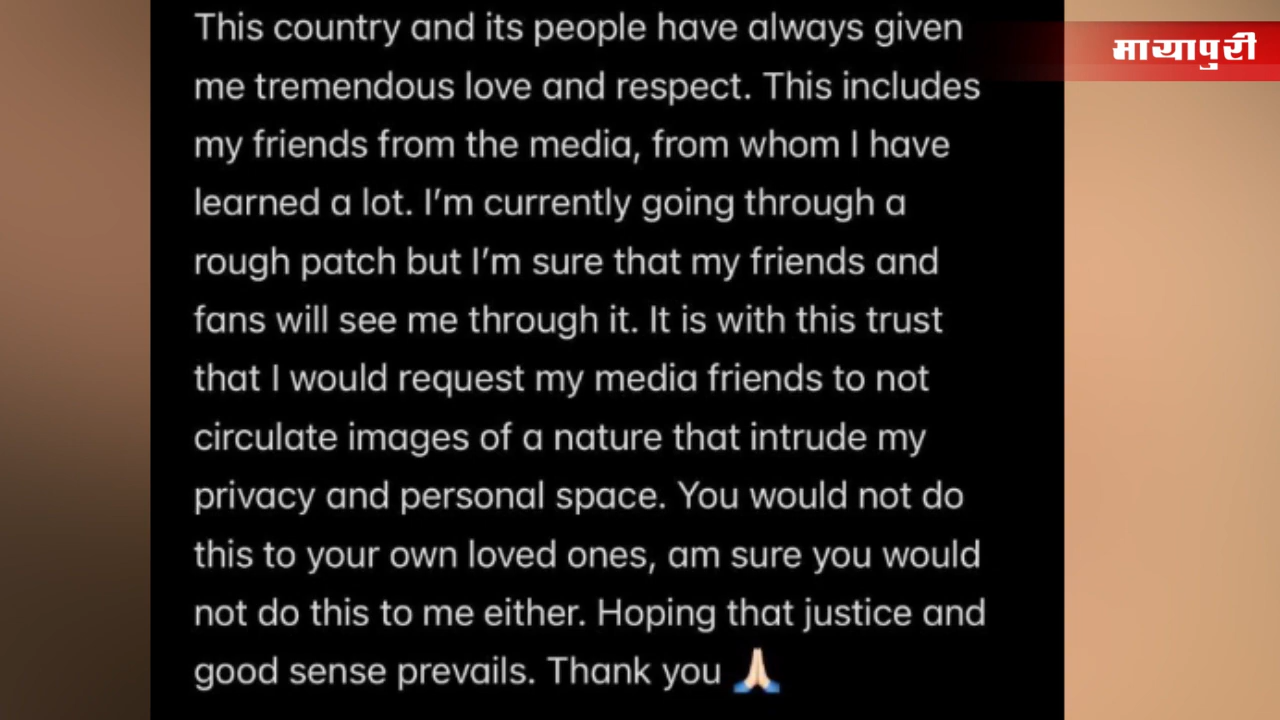 This country and its people have always given
मायापुरी
me tremendous love and respect. This includes
my friends from the media, from whom I have
learned a lot. I’m currently going through a
rough patch but I’m sure that my friends and
fans will see me through it. It is with this trust
that I would request my media friends to not
circulate images of a nature that intrude my
privacy and personal space. You would not do
this to your own loved ones, am sure you would
not do this to me either. Hoping that justice and
good sense prevails. Thank you 🙏🏻